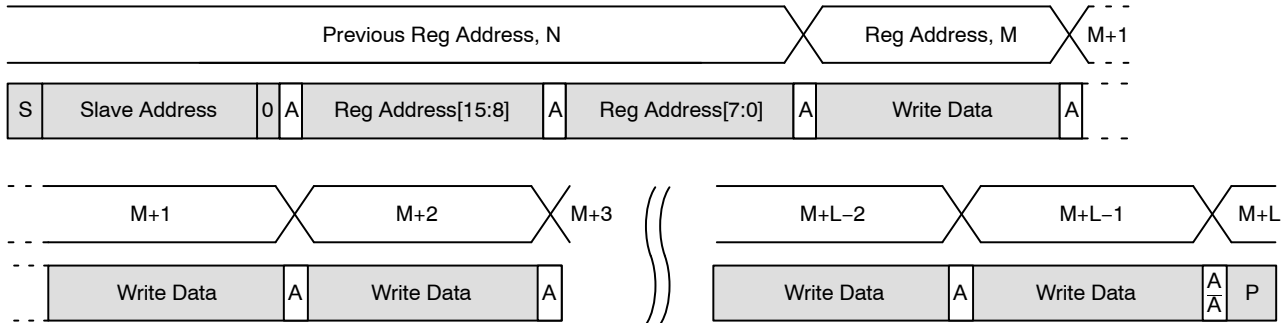 Previous Reg Address, N Reg Address, M M+1
S Slave Address 0 A Reg Address[15:8] A Reg Address[7:0] A Write Data A
M+1 M+2 M+3 M+L−2 M+L−1 M+L
Write Data A Write Data A Write Data A Write Data A P
A̅